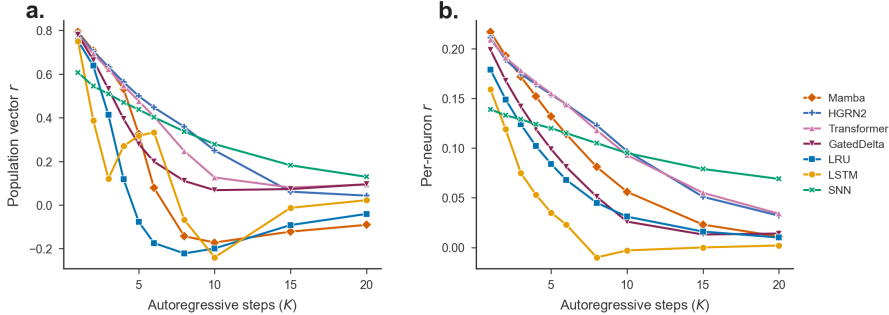 a.
0.8
0.6
0.4
0.2
0.0
−0.2
5
10
15
20
Population vector r
Autoregressive steps (K)
b.
0.20
0.15
0.10
0.05
0.00
5
10
15
20
Per-neuron r
Autoregressive steps (K)
Mamba
HGRN2
Transformer
GatedDelta
LRU
LSTM
SNN